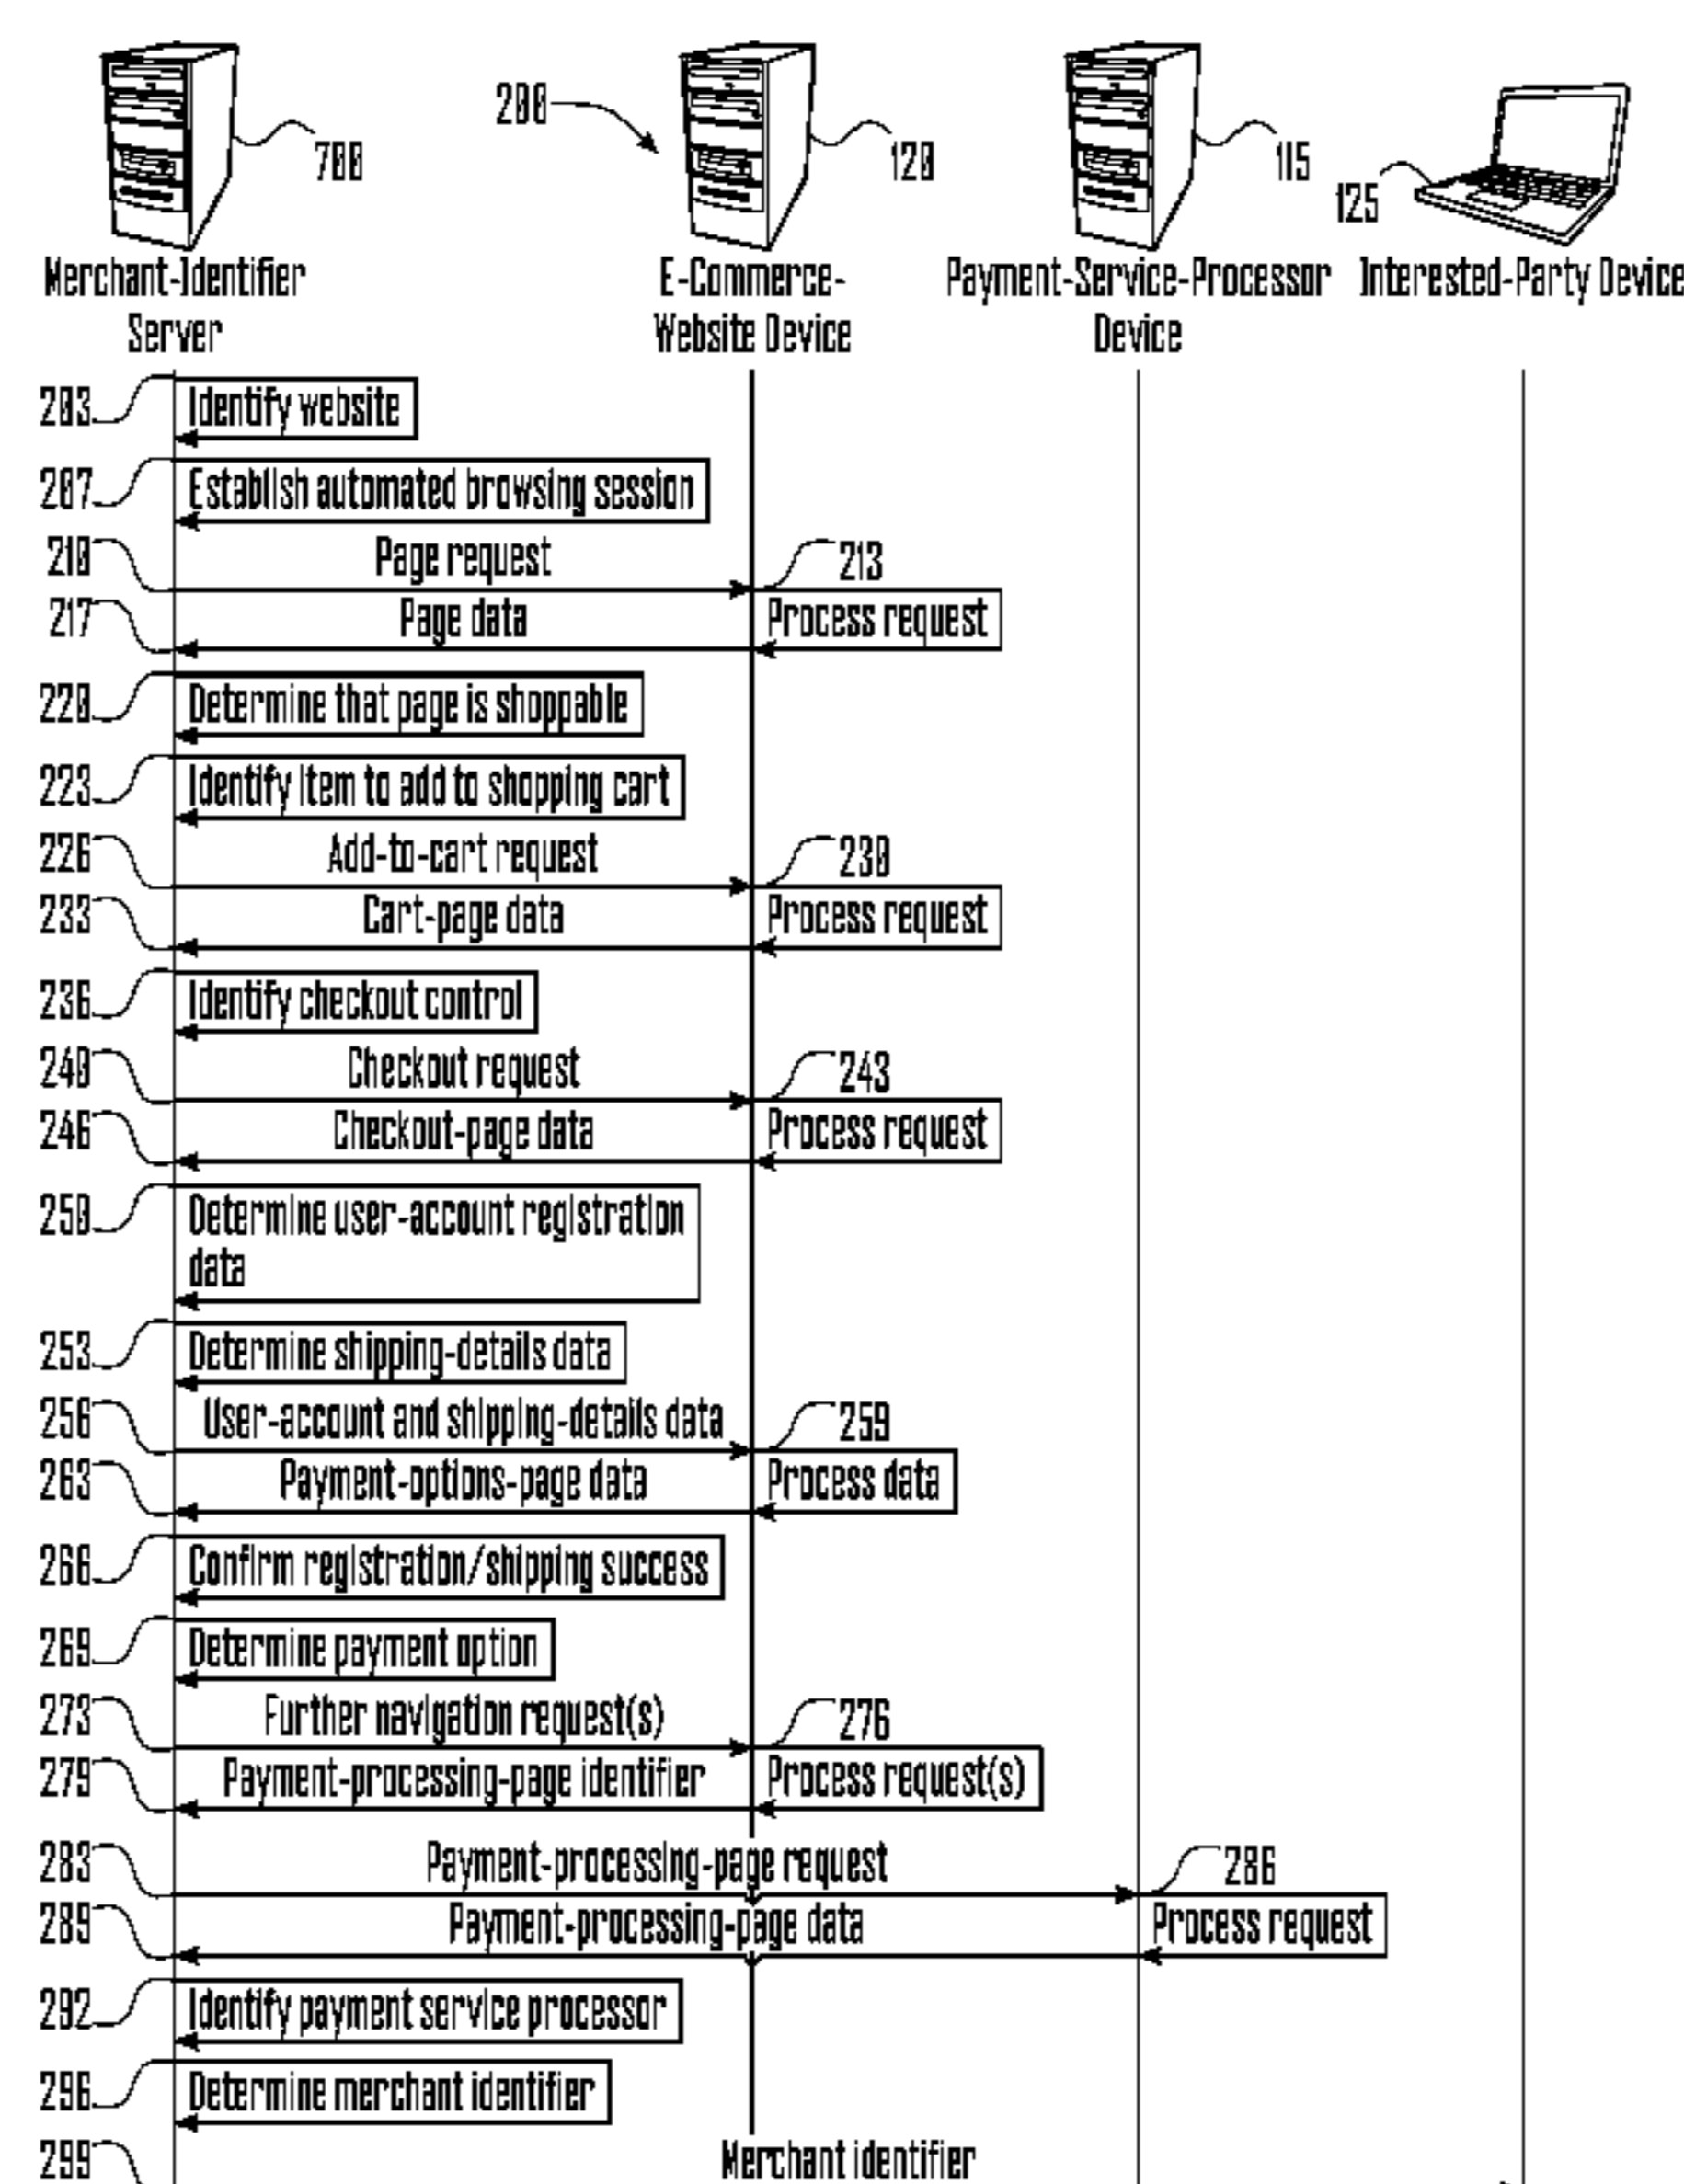 200
700
120
115
125
Merchant-Identifier
Server
E-Commerce-
Website Device
Payment-Service-Processor
Device
Interested-Party Device
203
Identify website
207
Establish automated browsing session
210
Page request
213
217
Page data
Process request
220
Determine that page is shoppable
223
Identify item to add to shopping cart
226
Add-to-cart request
230
233
Cart-page data
Process request
236
Identify checkout control
240
Checkout request
243
246
Checkout-page data
Process request
250
Determine user-account registration
data
253
Determine shipping-details data
256
User-account and shipping-details data
259
263
Payment-options-page data
Process data
266
Confirm registration/shipping success
269
Determine payment option
273
Further navigation request(s)
276
279
Payment-processing-page identifier
Process request(s)
283
Payment-processing-page request
286
289
Payment-processing-page data
Process request
292
Identify payment service processor
296
Determine merchant identifier
299
Merchant identifier